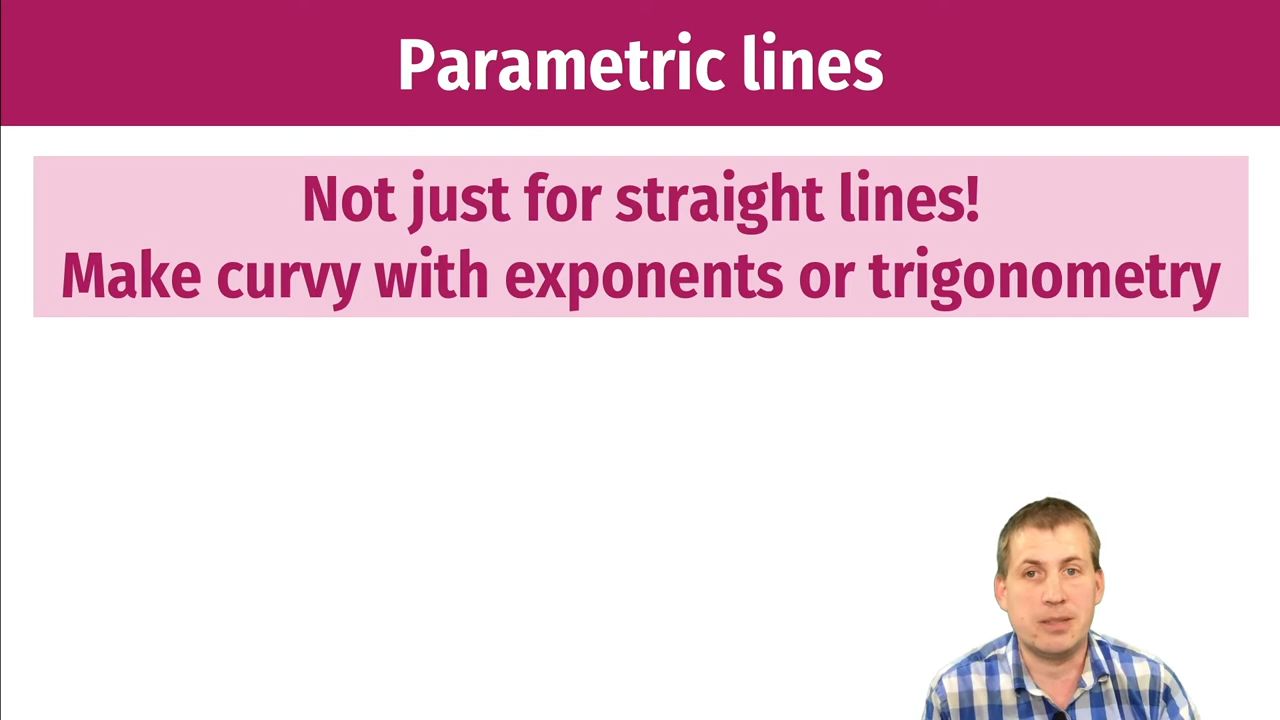 Parametric lines
Not just for straight lines!
Make curvy with exponents or trigonometry